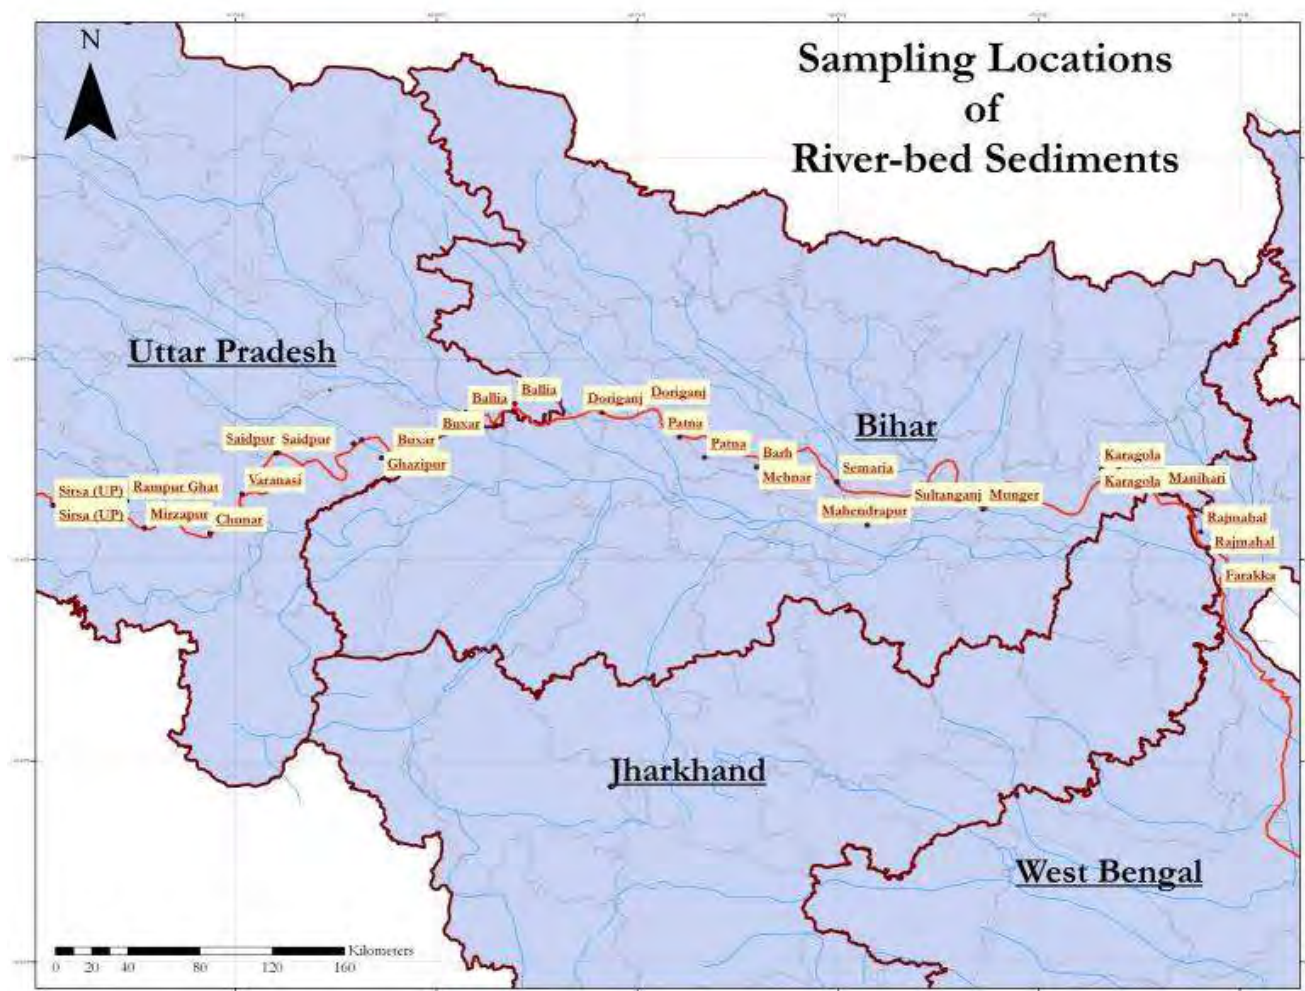 N
Sampling Locations
of
River-bed Sediments
Uttar Pradesh
Bihar
Ballia
Ballia
Doriganj
Doriganj
Buxar
Patna
Saidpur
Saidpur
Buxar
Patna
Barh
Karagola
Ghazipur
Semaria
Mehnar
Varanasi
Karagola
Manihari
Sirsa (UP)
Rampur Ghat
Sultanganj
Munger
Sirsa (UP)
Mirzapur
Chunar
Mahendrapur
Rajmahal
Rajmahal
Farakka
Jharkhand
West Bengal
Kilometers
0 20 40 80 120 160